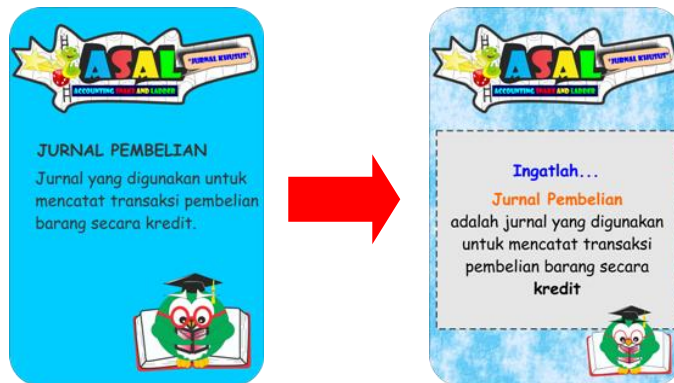 ASAL
"JURNAL KHUSUS"
ACCOUNTING SNAKE AND LADDER
JURNAL PEMBELIAN
Jurnal yang digunakan untuk
mencatat transaksi pembelian
barang secara kredit.
ASAL
"JURNAL KHUSUS"
ACCOUNTING SNAKE AND LADDER
Ingatlah...
Jurnal Pembelian
adalah jurnal yang digunakan
untuk mencatat transaksi
pembelian barang secara
kredit